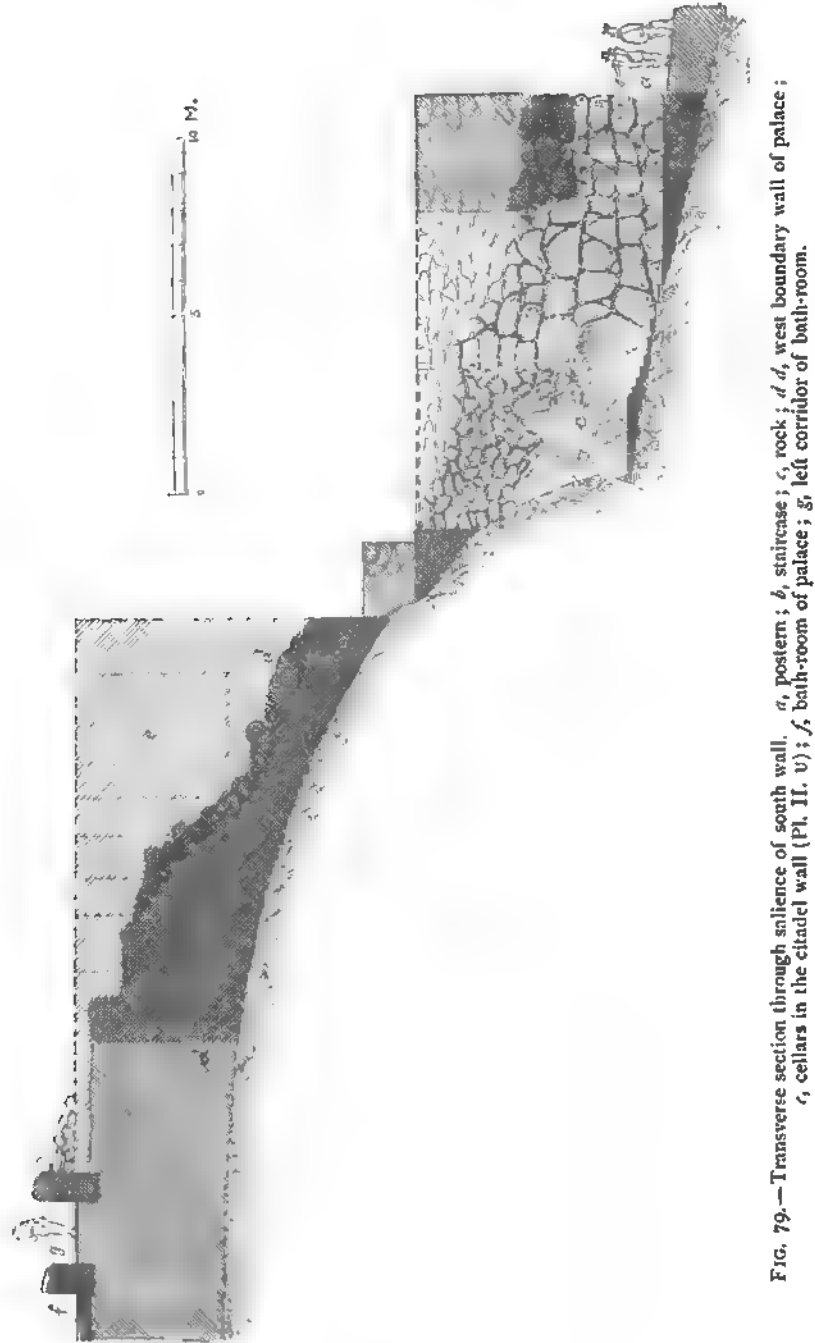 0 5 10 M.
f
g
d
e
c
a
FIG. 79.—Transverse section through salience of south wall. a, postern ; b, staircase ; c, rock ; d d, west boundary wall of palace ;
e, cellars in the citadel wall (Pl. II. U) ; f, bath-room of palace ; g, left corridor of bath-room.